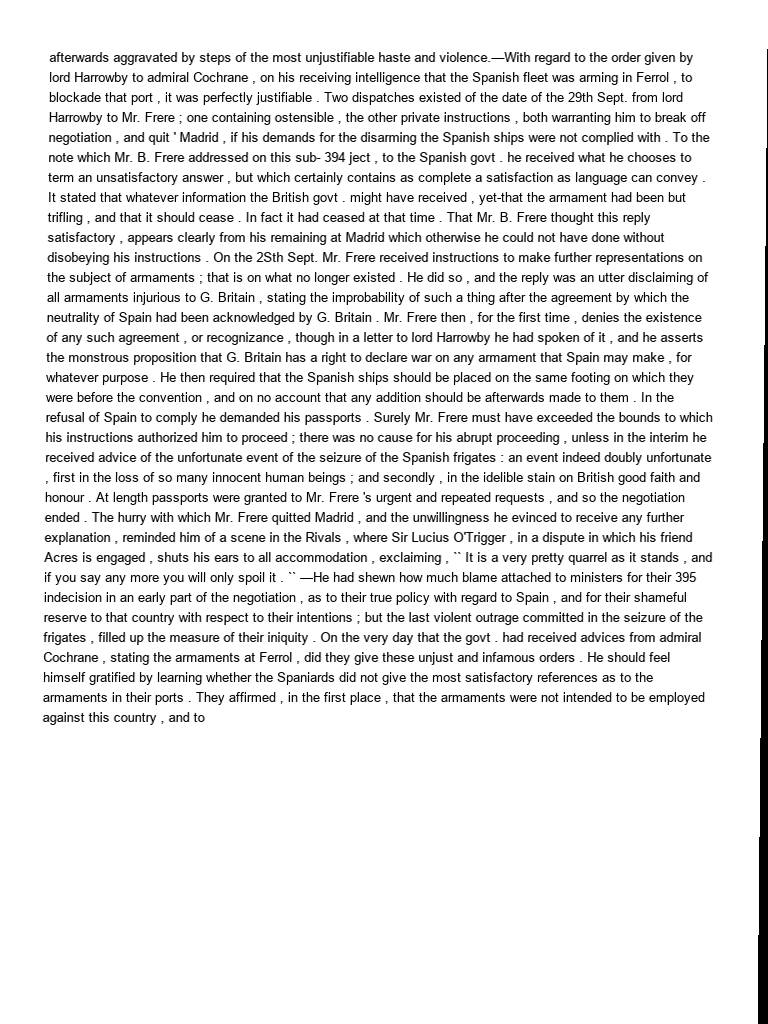 afterwards aggravated by steps of the most unjustifiable haste and violence.—With regard to the order given by
lord Harrowby to admiral Cochrane , on his receiving intelligence that the Spanish fleet was arming in Ferrol , to
blockade that port , it was perfectly justifiable . Two dispatches existed of the date of the 29th Sept. from lord
Harrowby to Mr. Frere ; one containing ostensible , the other private instructions , both warranting him to break off
negotiation , and quit ' Madrid , if his demands for the disarming the Spanish ships were not complied with . To the
note which Mr. B. Frere addressed on this sub- 394 ject , to the Spanish govt . he received what he chooses to
term an unsatisfactory answer , but which certainly contains as complete a satisfaction as language can convey .
It stated that whatever information the British govt . might have received , yet-that the armament had been but
trifling , and that it should cease . In fact it had ceased at that time . That Mr. B. Frere thought this reply
satisfactory , appears clearly from his remaining at Madrid which otherwise he could not have done without
disobeying his instructions . On the 2Sth Sept. Mr. Frere received instructions to make further representations on
the subject of armaments ; that is on what no longer existed . He did so , and the reply was an utter disclaiming of
all armaments injurious to G. Britain , stating the improbability of such a thing after the agreement by which the
neutrality of Spain had been acknowledged by G. Britain . Mr. Frere then , for the first time , denies the existence
of any such agreement , or recognizance , though in a letter to lord Harrowby he had spoken of it , and he asserts
the monstrous proposition that G. Britain has a right to declare war on any armament that Spain may make , for
whatever purpose . He then required that the Spanish ships should be placed on the same footing on which they
were before the convention , and on no account that any addition should be afterwards made to them . In the
refusal of Spain to comply he demanded his passports . Surely Mr. Frere must have exceeded the bounds to which
his instructions authorized him to proceed ; there was no cause for his abrupt proceeding , unless in the interim he
received advice of the unfortunate event of the seizure of the Spanish frigates : an event indeed doubly unfortunate
, first in the loss of so many innocent human beings ; and secondly , in the idelible stain on British good faith and
honour . At length passports were granted to Mr. Frere 's urgent and repeated requests , and so the negotiation
ended . The hurry with which Mr. Frere quitted Madrid , and the unwillingness he evinced to receive any further
explanation , reminded him of a scene in the Rivals , where Sir Lucius O'Trigger , in a dispute in which his friend
Acres is engaged , shuts his ears to all accommodation , exclaiming , `` It is a very pretty quarrel as it stands , and
if you say any more you will only spoil it . `` —He had shewn how much blame attached to ministers for their 395
indecision in an early part of the negotiation , as to their true policy with regard to Spain , and for their shameful
reserve to that country with respect to their intentions ; but the last violent outrage committed in the seizure of the
frigates , filled up the measure of their iniquity . On the very day that the govt . had received advices from admiral
Cochrane , stating the armaments at Ferrol , did they give these unjust and infamous orders . He should feel
himself gratified by learning whether the Spaniards did not give the most satisfactory references as to the
armaments in their ports . They affirmed , in the first place , that the armaments were not intended to be employed
against this country , and to